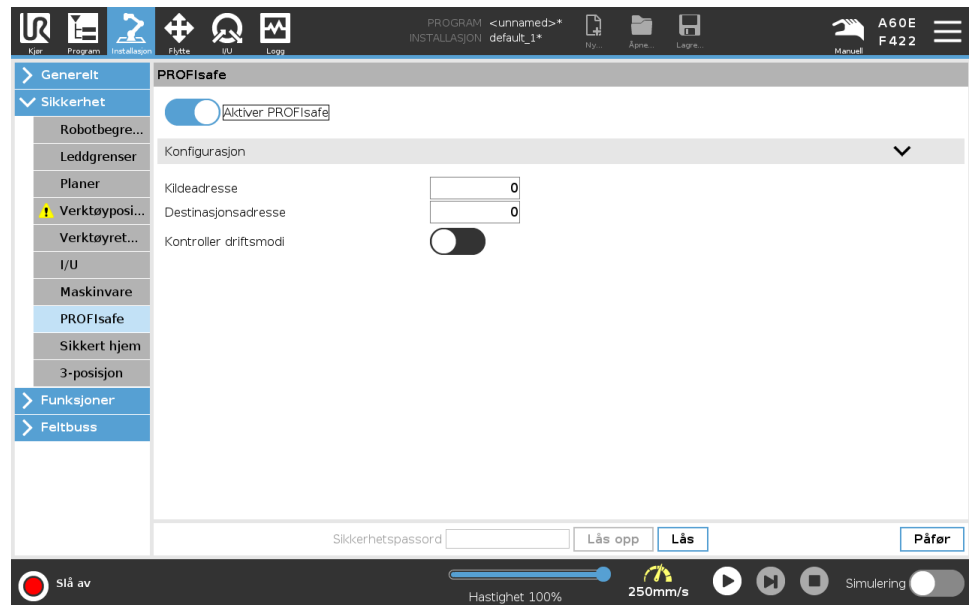 UR
Kjør
Program
Installasjon
Flytte
I/U
Logg
PROGRAM <unnamed>*
INSTALLASJON default_1*
Ny...
Åpne...
Lagre...
Manuell
A60E
F422
Generelt
Sikkerhet
Robotbegre...
Leddgrenser
Planer
Verktøyposi...
Verktøyret...
I/U
Maskinvare
PROFIsafe
Sikkert hjem
3-posisjon
Funksjoner
Feltbuss
PROFIsafe
Aktiver PROFIsafe
Konfigurasjon
Kildeadresse 0
Destinasjonsadresse 0
Kontroller driftsmodi
Sikkerhetspassord Lås opp Lås Påfør
Slå av
Hastighet 100%
250mm/s
Simulering